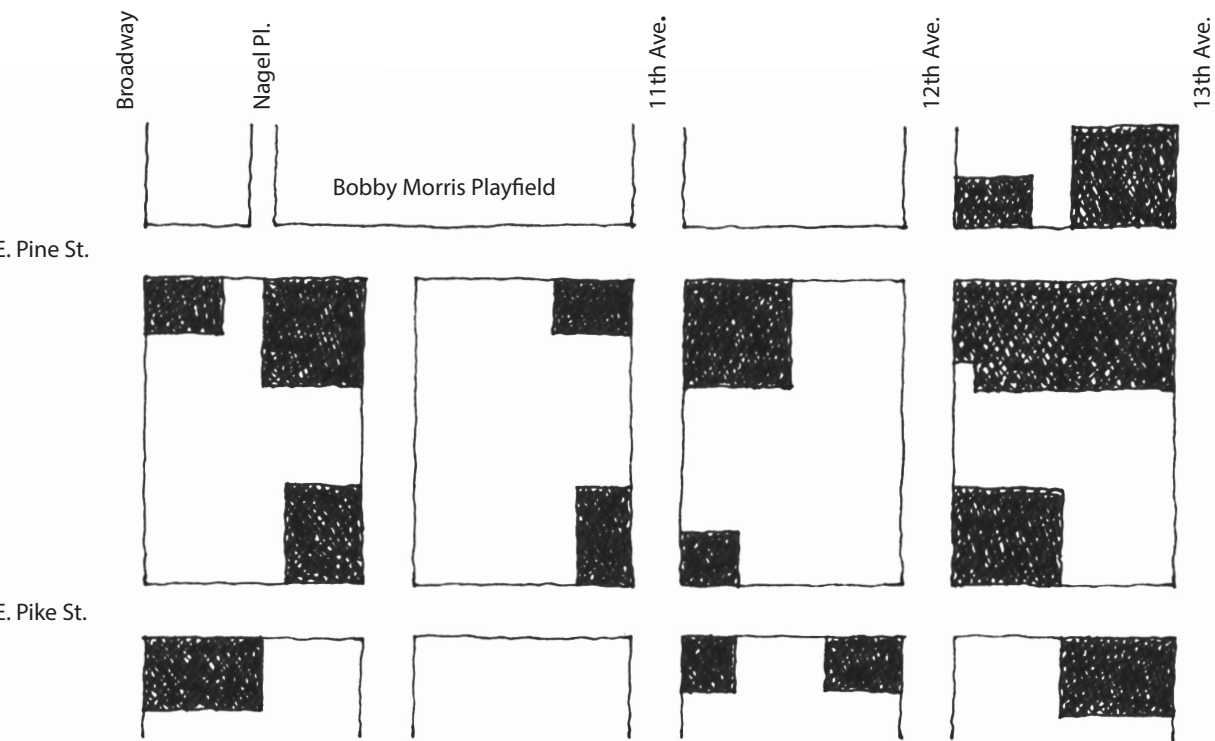 Broadway
Nagel Pl.
11th Ave.
12th Ave.
13th Ave.
Bobby Morris Playfield
E. Pine St.
E. Pike St.